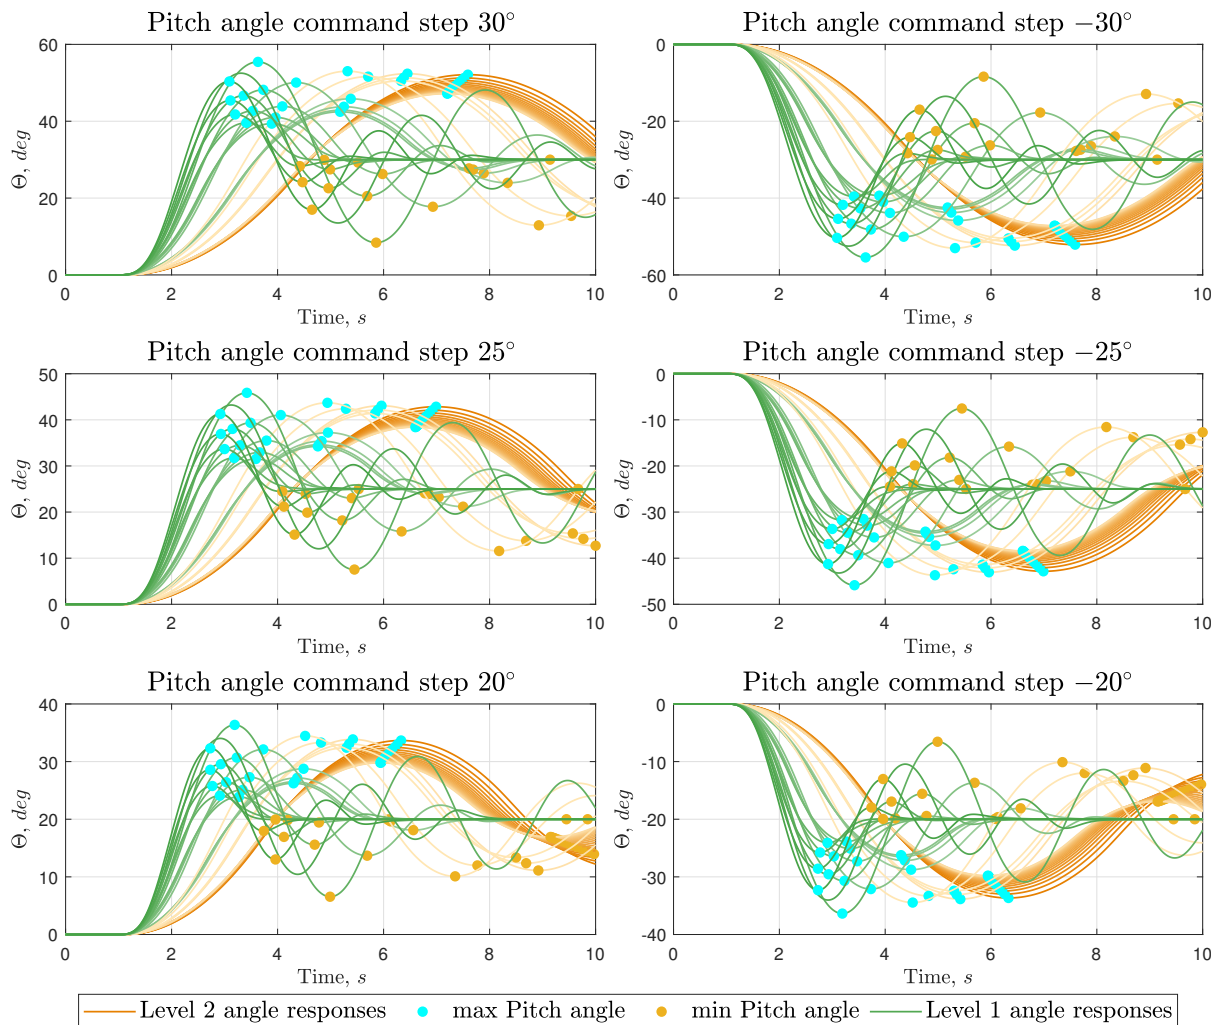 Pitch angle command step 30°
Pitch angle command step −30°
60
40
20
0
Θ, deg
0 2 4 6 8 10
Time, s
0
-20
-40
-60
Θ, deg
0 2 4 6 8 10
Time, s
Pitch angle command step 25°
Pitch angle command step −25°
50
40
30
20
10
0
Θ, deg
0 2 4 6 8 10
Time, s
0
-10
-20
-30
-40
-50
Θ, deg
0 2 4 6 8 10
Time, s
Pitch angle command step 20°
Pitch angle command step −20°
40
30
20
10
0
Θ, deg
0 2 4 6 8 10
Time, s
0
-10
-20
-30
-40
Θ, deg
0 2 4 6 8 10
Time, s
Level 2 angle responses max Pitch angle min Pitch angle Level 1 angle responses